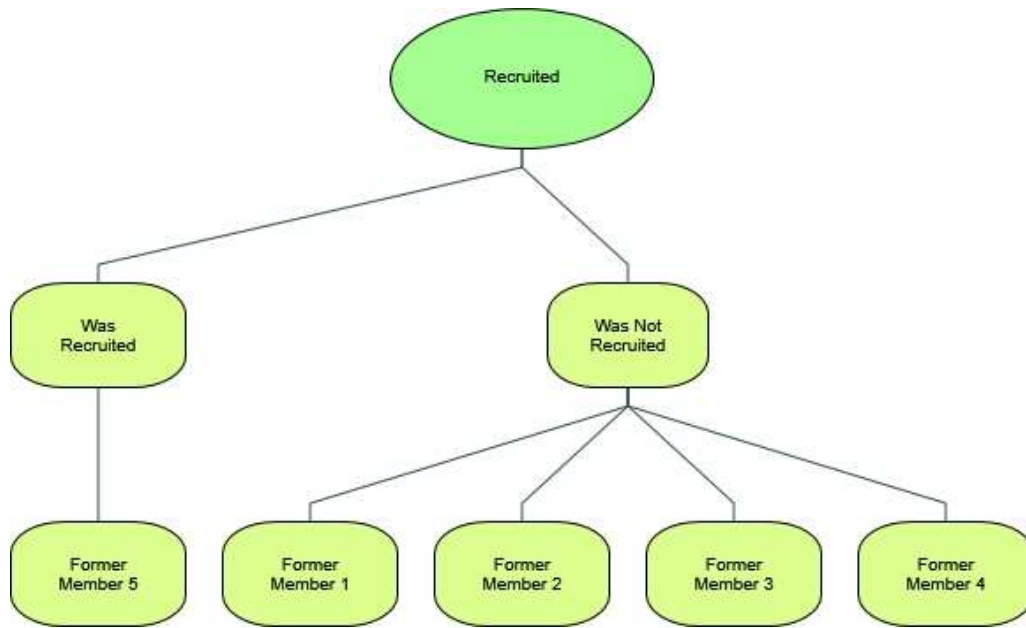 Recruited
Was
Recruited
Was Not
Recruited
Former
Member 5
Former
Member 1
Former
Member 2
Former
Member 3
Former
Member 4